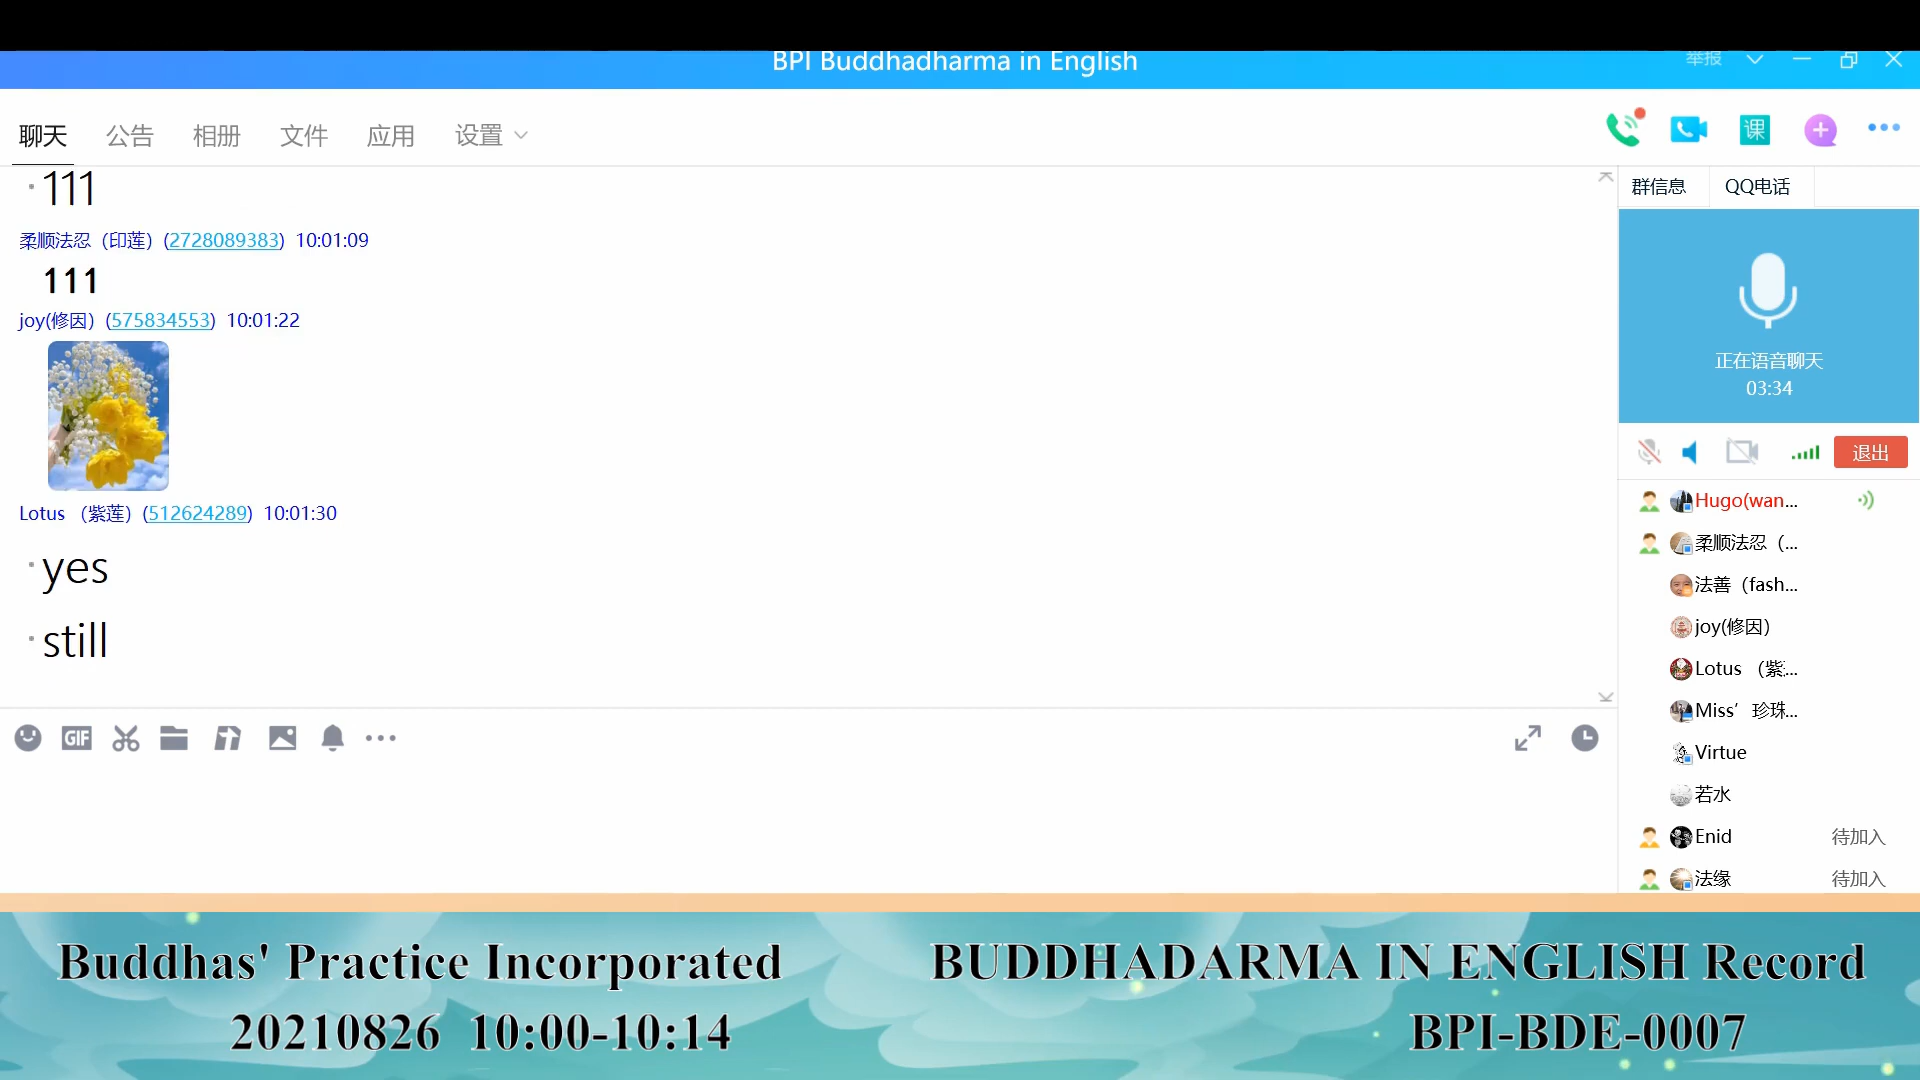 BPI Buddhadharma in English
举报
聊天 公告 相册 文件 应用 设置
课
111
柔顺法忍（印莲）(2728089383) 10:01:09
111
joy(修因）(575834553) 10:01:22
Lotus （紫莲）(512624289) 10:01:30
yes
still
GIF
群信息 QQ电话
正在语音聊天
03:34
退出
Hugo(wan...
柔顺法忍（...
法善（fash...
joy(修因）
Lotus （紫...
Miss’ 珍珠...
Virtue
若水
Enid 待加入
法缘 待加入
Buddhas' Practice Incorporated
20210826 10:00-10:14
BUDDHADARMA IN ENGLISH Record
BPI-BDE-0007